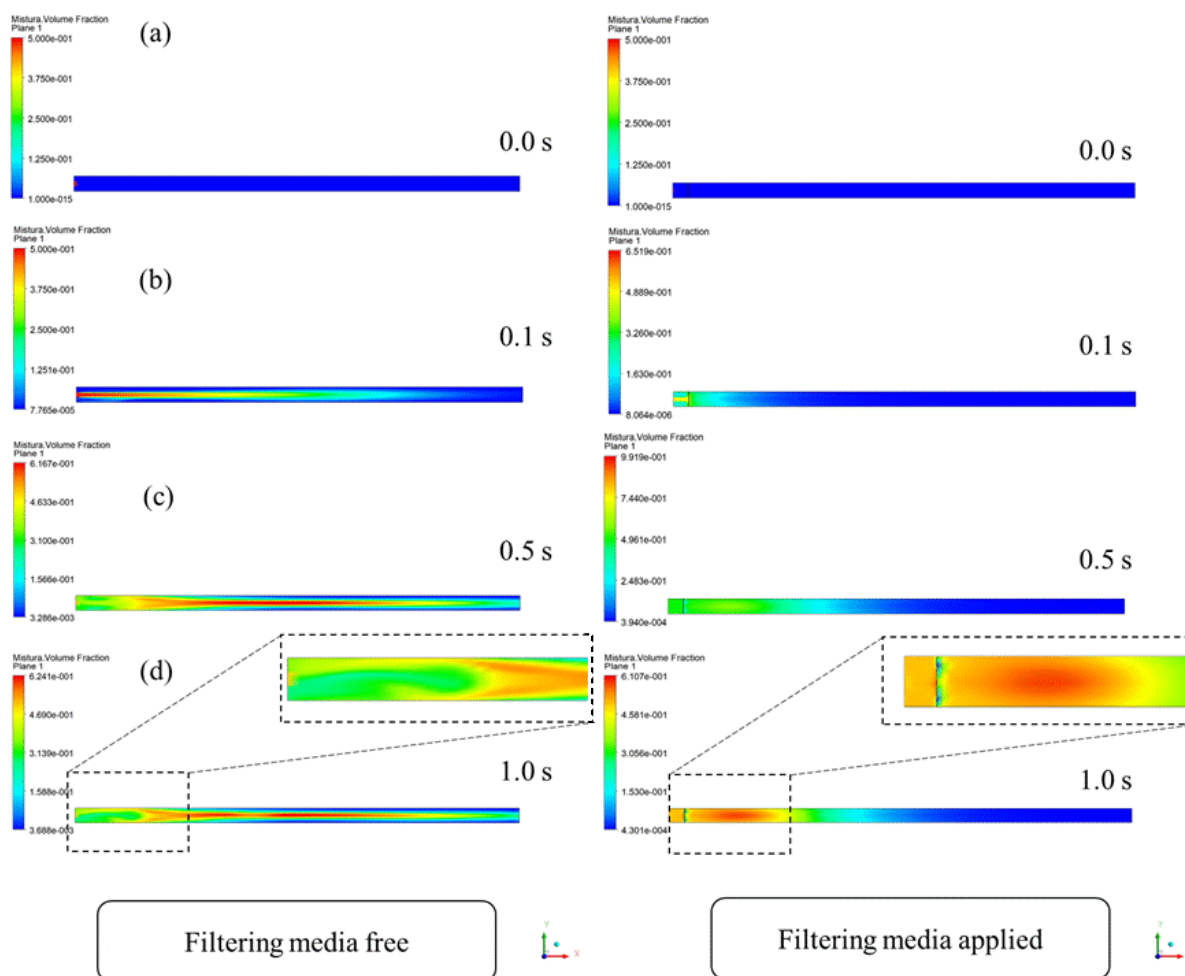 Mistura.Volume Fraction
Plane 1
5.000e-001
3.750e-001
2.500e-001
1.250e-001
1.000e-015
(a)
0.0 s
Mistura.Volume Fraction
Plane 1
5.000e-001
3.750e-001
2.500e-001
1.250e-001
1.000e-015
0.0 s
Mistura.Volume Fraction
Plane 1
5.000e-001
3.750e-001
2.500e-001
1.251e-001
7.765e-005
(b)
0.1 s
Mistura.Volume Fraction
Plane 1
6.519e-001
4.889e-001
3.260e-001
1.630e-001
8.064e-006
0.1 s
Mistura.Volume Fraction
Plane 1
6.167e-001
4.633e-001
3.100e-001
1.566e-001
3.286e-003
(c)
0.5 s
Mistura.Volume Fraction
Plane 1
9.919e-001
7.440e-001
4.961e-001
2.483e-001
3.940e-004
0.5 s
Mistura.Volume Fraction
Plane 1
6.241e-001
4.690e-001
3.139e-001
1.588e-001
3.688e-003
(d)
1.0 s
Mistura.Volume Fraction
Plane 1
6.107e-001
4.581e-001
3.056e-001
1.530e-001
4.301e-004
1.0 s
Filtering media free
Y
X
Filtering media applied
Y